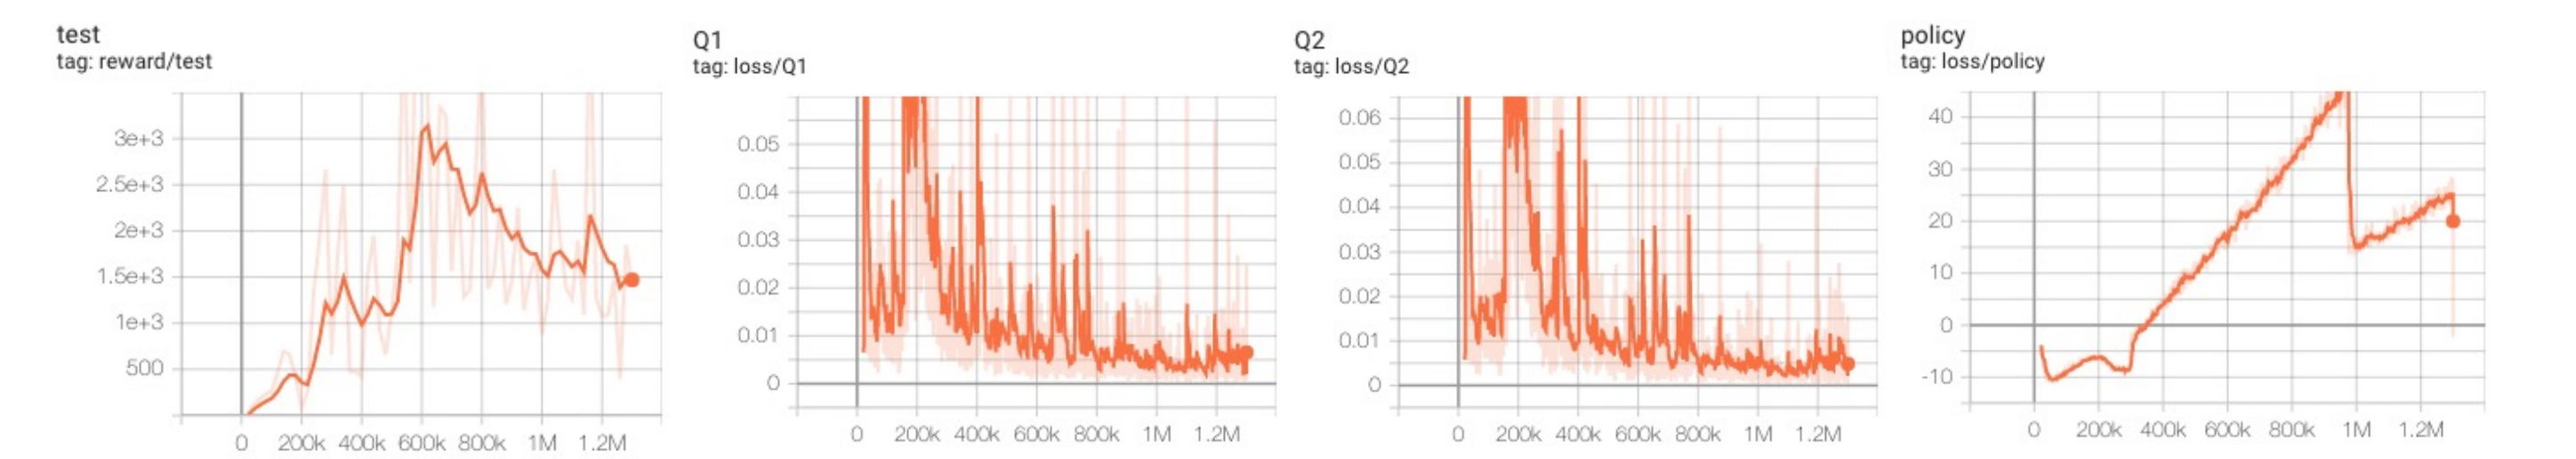 test
tag: reward/test
3e+3
2.5e+3
2e+3
1.5e+3
1e+3
500
0 200k 400k 600k 800k 1M 1.2M
Q1
tag: loss/Q1
0.05
0.04
0.03
0.02
0.01
0
0 200k 400k 600k 800k 1M 1.2M
Q2
tag: loss/Q2
0.06
0.05
0.04
0.03
0.02
0.01
0
0 200k 400k 600k 800k 1M 1.2M
policy
tag: loss/policy
40
30
20
10
0
-10
0 200k 400k 600k 800k 1M 1.2M